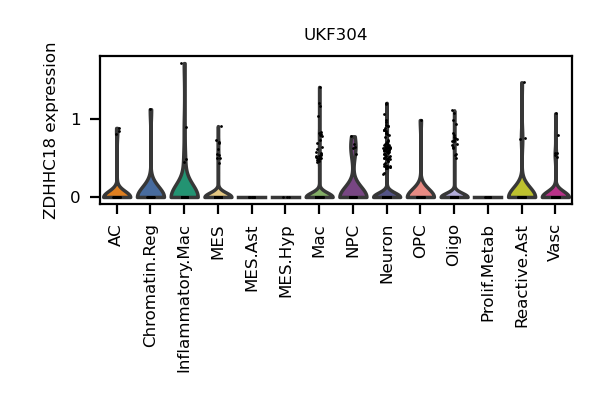 UKF304
ZDHHC18 expression
1
0
AC
Chromatin.Reg
Inflammatory.Mac
MES
MES.Ast
MES.Hyp
Mac
NPC
Neuron
OPC
Oligo
Prolif.Metab
Reactive.Ast
Vasc